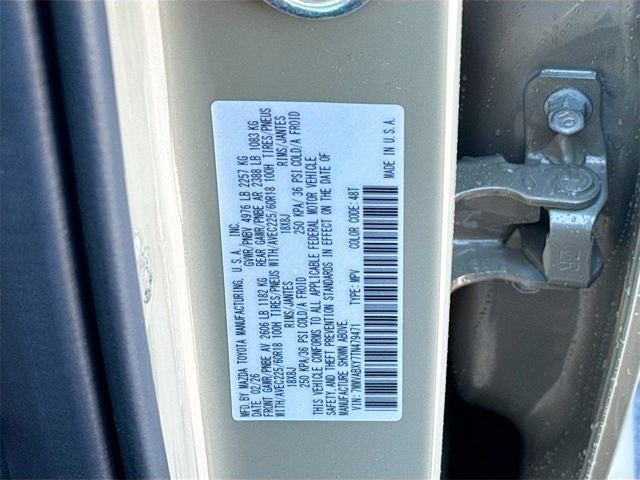 MFD. BY MAZDA TOYOTA MANUFACTURING, U.S.A. INC.
DATE 02/26 GVWR/PNBV 4976 LB 2257 KG
FRONT GAWR/PNBE AV 2606 LB 1182 KG REAR GAWR/PNBE AR 2388 LB 1083 KG
WITH/AVEC225/60R18 100H TIRES/PNEUS WITH/AVEC225/60R18 100H TIRES/PNEUS
18X8J RIMS/JANTES 18X8J RIMS/JANTES
250 KPA/36 PSI COLD/A FROID 250 KPA/ 36 PSI COLD/A FROID
THIS VEHICLE CONFORMS TO ALL APPLICABLE FEDERAL MOTOR VEHICLE
SAFETY, AND THEFT PREVENTION STANDARDS IN EFFECT ON THE DATE OF
MANUFACTURE SHOWN ABOVE.
VIN: 7MMVABXY7TN479471 TYPE: MPV COLOR CODE: 48T
MADE IN U.S.A.